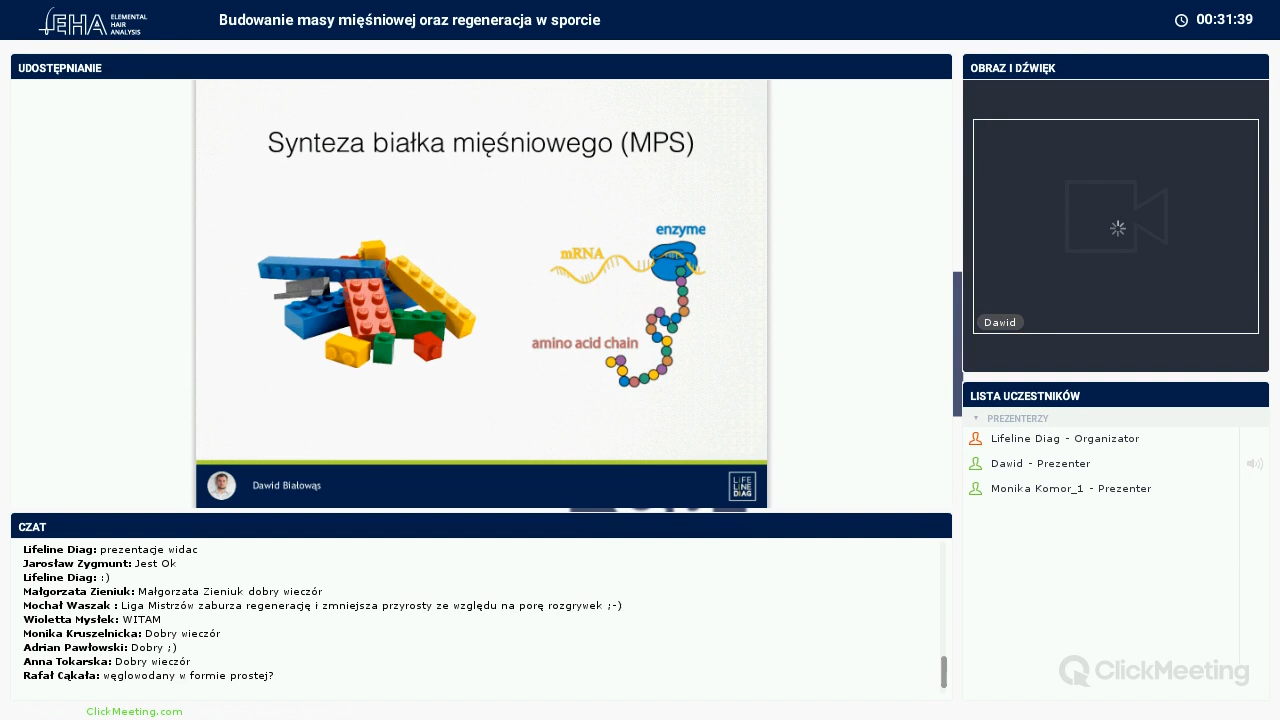 EHA ELEMENTAL
HAIR
ANALYSIS
Budowanie masy mięśniowej oraz regeneracja w sporcie
00:31:39
UDOSTĘPNIANIE
Synteza białka mięśniowego (MPS)
enzyme
mRNA
amino acid chain
Dawid Białowąs
LIFE
LINE
DIAG
OBRAZ I DŹWIĘK
Dawid
LISTA UCZESTNIKÓW
PREZENTERZY
Lifeline Diag - Organizator
Dawid - Prezenter
Monika Komor_1 - Prezenter
CZAT
Lifeline Diag: prezentacje widac
Jarosław Zygmunt: Jest Ok
Lifeline Diag: :)
Małgorzata Zieniuk: Małgorzata Zieniuk dobry wieczór
Mochał Waszak : Liga Mistrzów zaburza regenerację i zmniejsza przyrosty ze względu na porę rozgrywek ;-)
Wioletta Mysłek: WITAM
Monika Kruszelnicka: Dobry wieczór
Adrian Pawłowski: Dobry ;)
Anna Tokarska: Dobry wieczór
Rafał Cąkała: węglowodany w formie prostej?
ClickMeeting
ClickMeeting.com